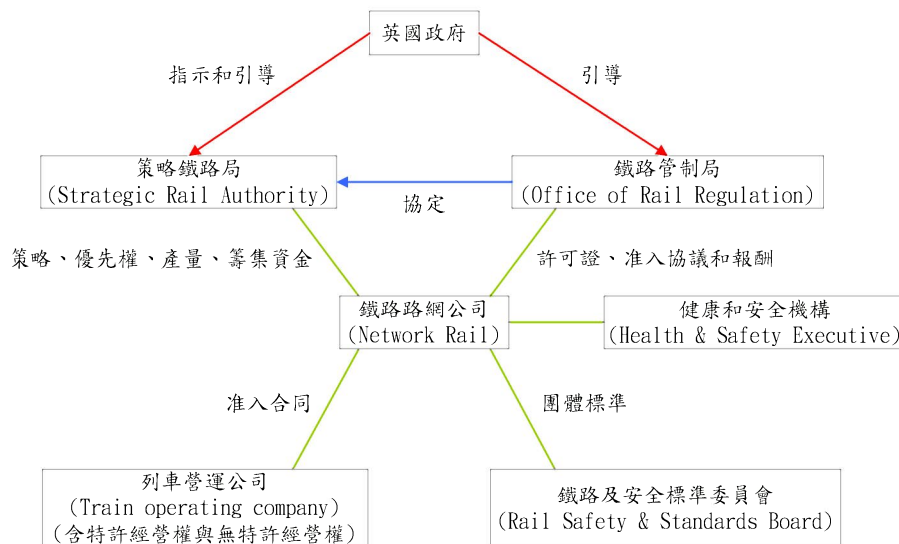 英國政府
指示和引導
引導
策略鐵路局
(Strategic Rail Authority)
鐵路管制局
(Office of Rail Regulation)
協定
策略、優先權、產量、籌集資金
許可證、准入協議和報酬
鐵路路網公司
(Network Rail)
健康和安全機構
(Health & Safety Executive)
准入合同
團體標準
列車營運公司
(Train operating company)
(含特許經營權與無特許經營權)
鐵路及安全標準委員會
(Rail Safety & Standards Board)